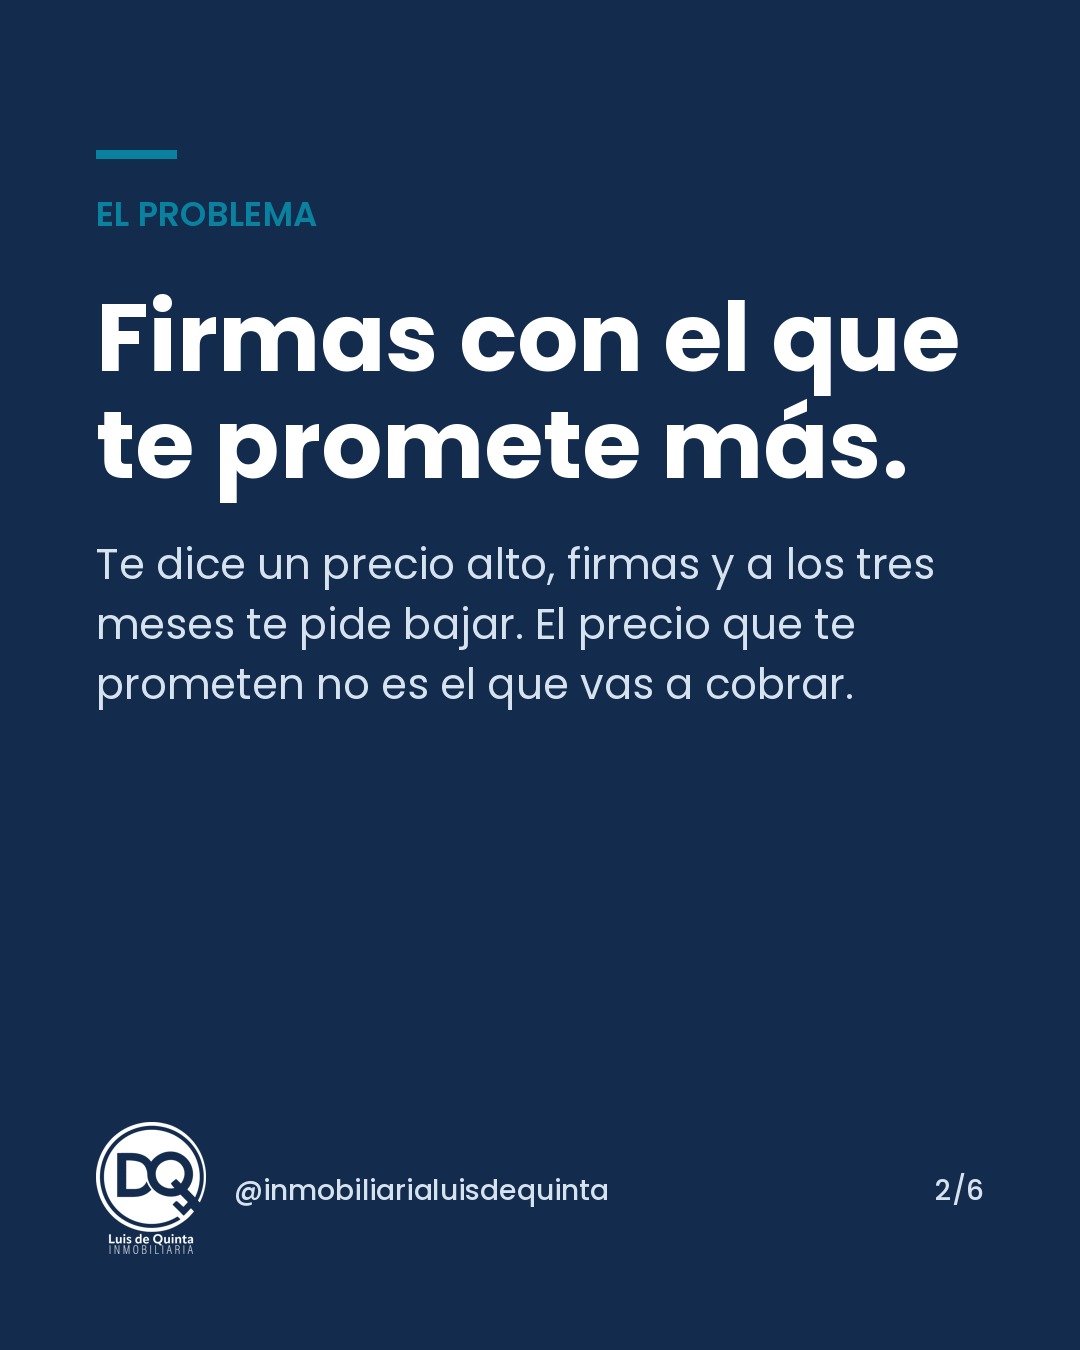 EL PROBLEMA
Firmas con el que
te promete más.
Te dice un precio alto, firmas y a los tres
meses te pide bajar. El precio que te
prometen no es el que vas a cobrar.
DQ
Luis de Quinta
INMOBILIARIA
@inmobiliarialuisdequinta
2/6